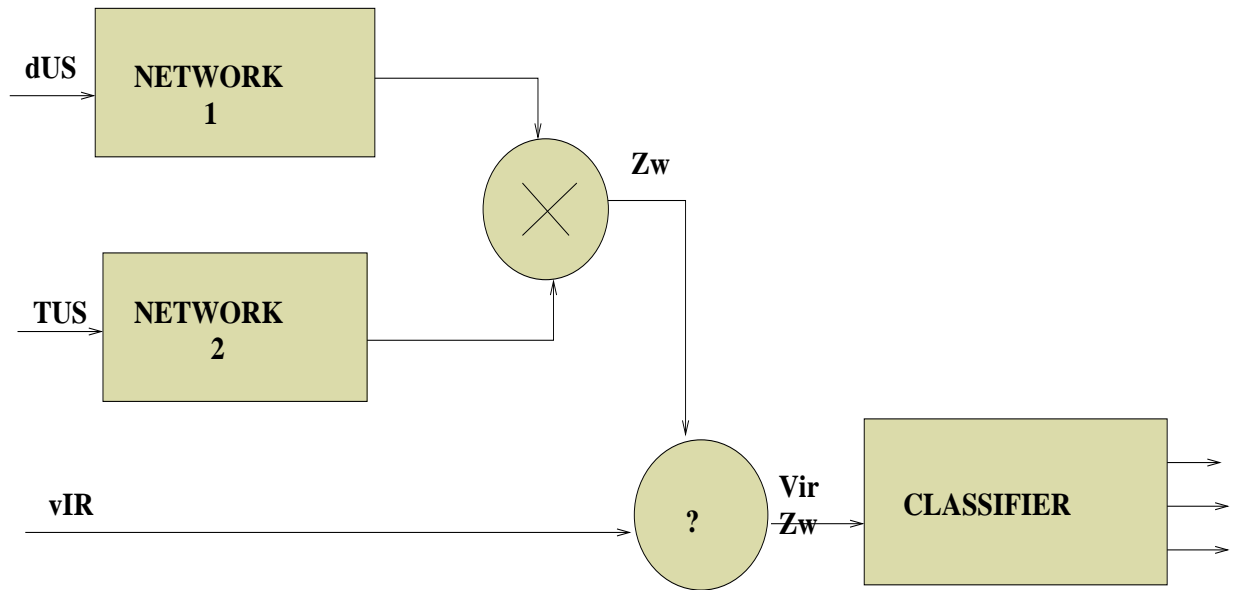 dUS
NETWORK
1
Zw
TUS
NETWORK
2
vIR
?
Vir
Zw
CLASSIFIER